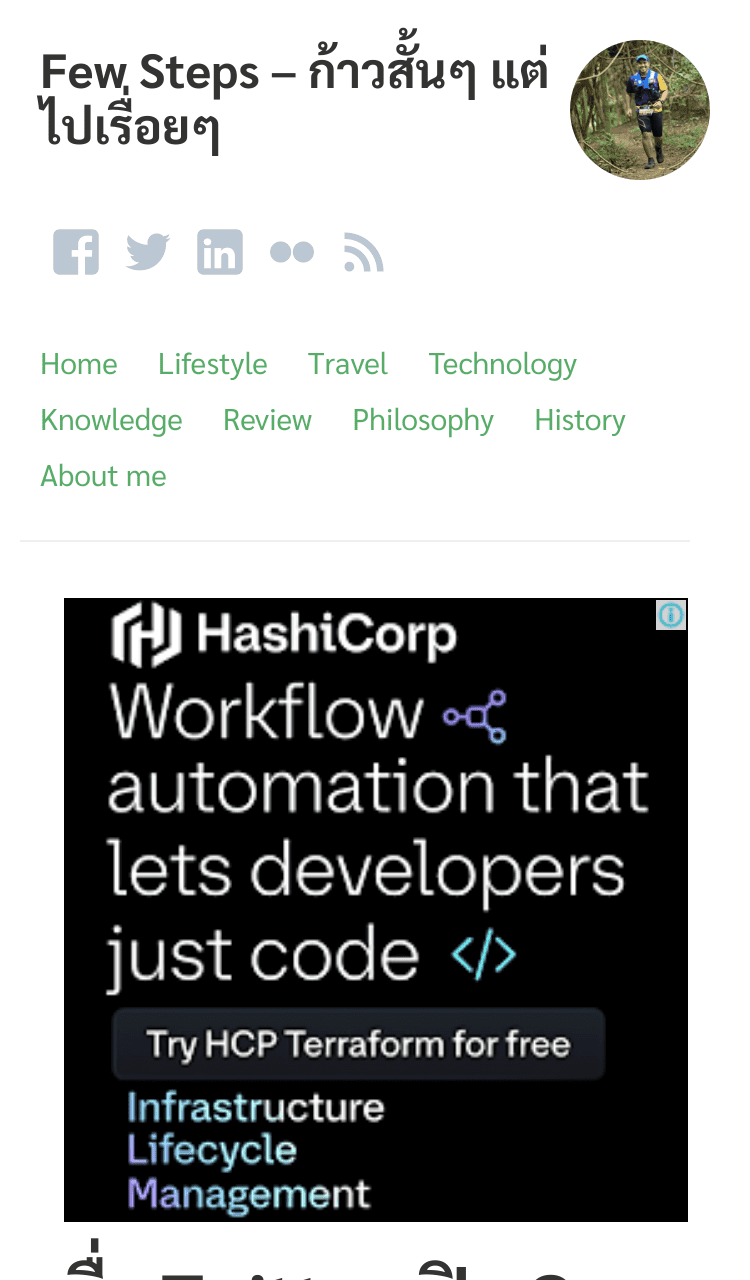 Few Steps – ก้าวสั้นๆ แต่
ไปเรื่อยๆ
Home Lifestyle Travel Technology
Knowledge Review Philosophy History
About me
HashiCorp
Workflow
automation that
lets developers
just code </>
Try HCP Terraform for free
Infrastructure
Lifecycle
Management